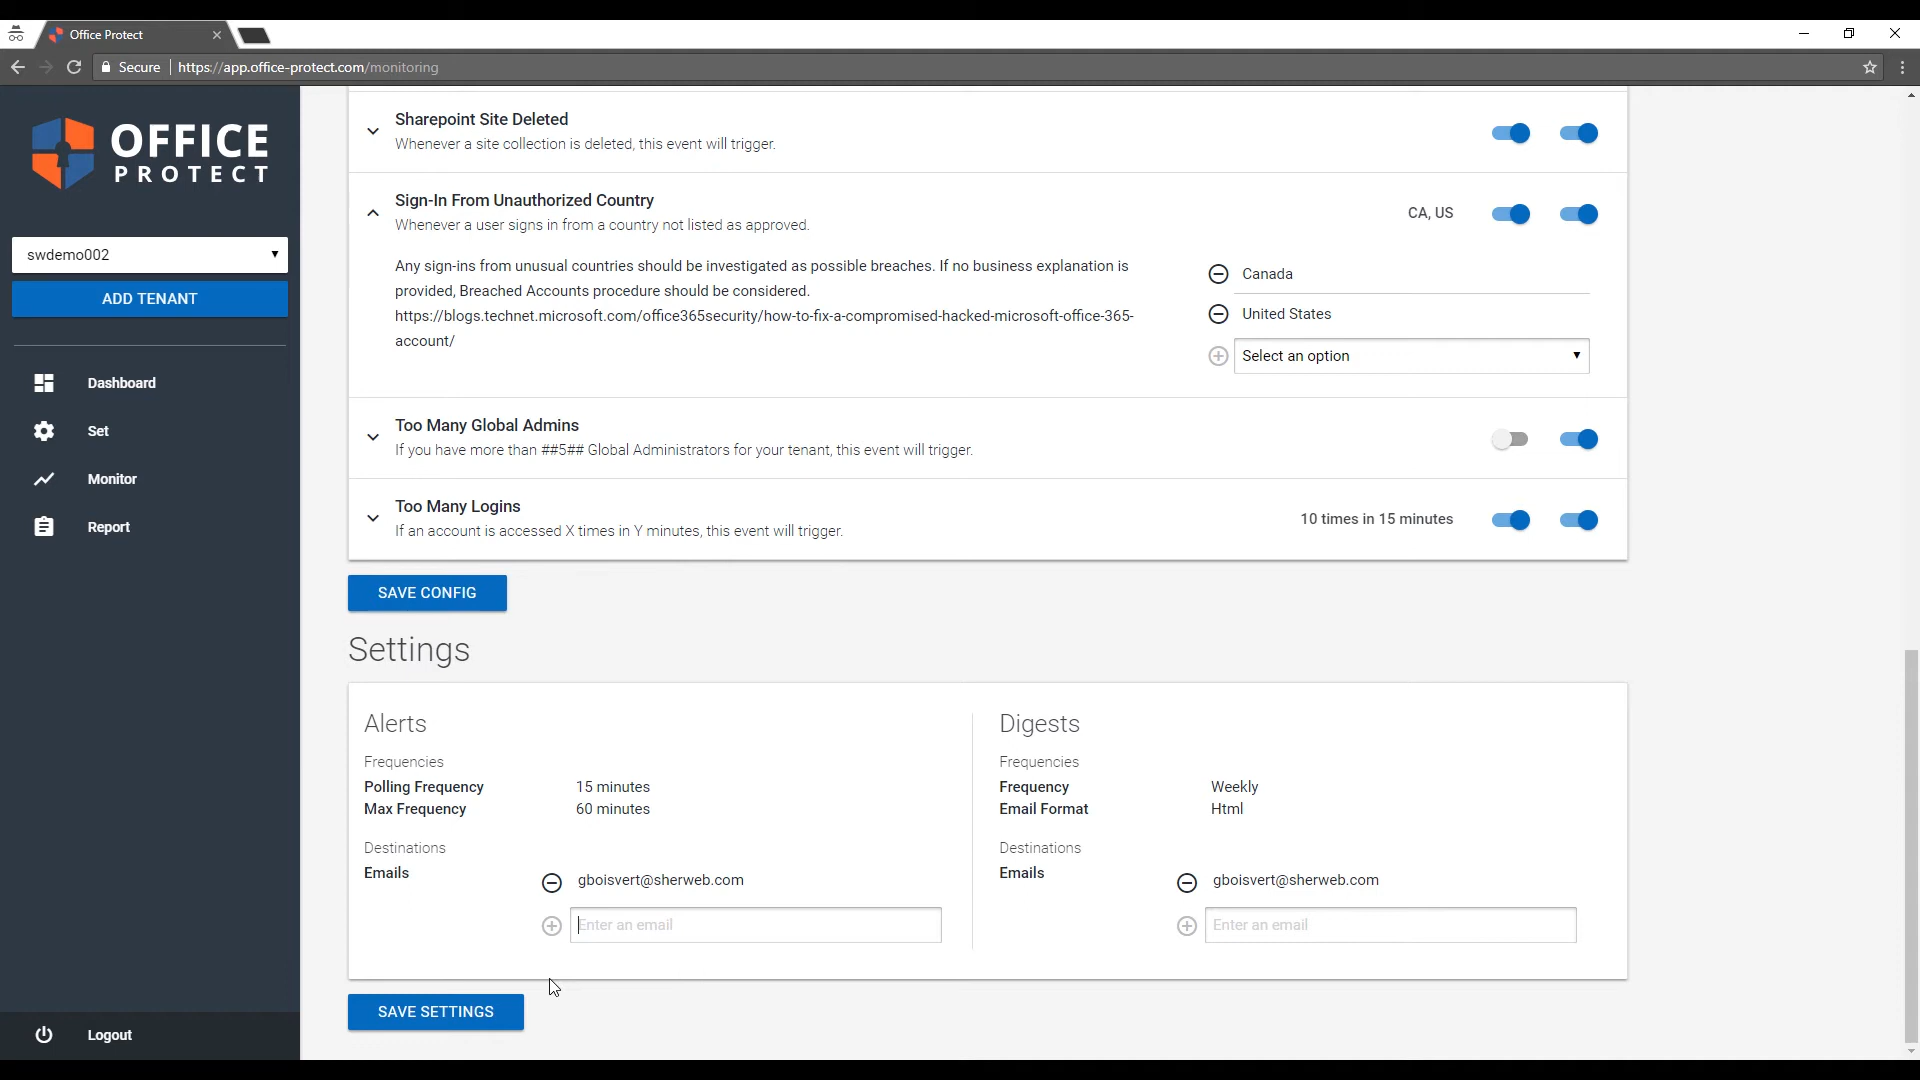 Office Protect
Secure https://app.office-protect.com/monitoring
OFFICE
PROTECT
swdemo002
ADD TENANT
Dashboard
Set
Monitor
Report
Logout
Sharepoint Site Deleted
Whenever a site collection is deleted, this event will trigger.
Sign-In From Unauthorized Country
Whenever a user signs in from a country not listed as approved.
CA, US
Any sign-ins from unusual countries should be investigated as possible breaches. If no business explanation is
provided, Breached Accounts procedure should be considered.
https://blogs.technet.microsoft.com/office365security/how-to-fix-a-compromised-hacked-microsoft-office-365-
account/
Canada
United States
Select an option
Too Many Global Admins
If you have more than ##5## Global Administrators for your tenant, this event will trigger.
Too Many Logins
If an account is accessed X times in Y minutes, this event will trigger.
10 times in 15 minutes
SAVE CONFIG
Settings
Alerts
Frequencies
Polling Frequency 15 minutes
Max Frequency 60 minutes
Destinations
Emails
gboisvert@sherweb.com
Enter an email
Digests
Frequencies
Frequency Weekly
Email Format Html
Destinations
Emails
gboisvert@sherweb.com
Enter an email
SAVE SETTINGS